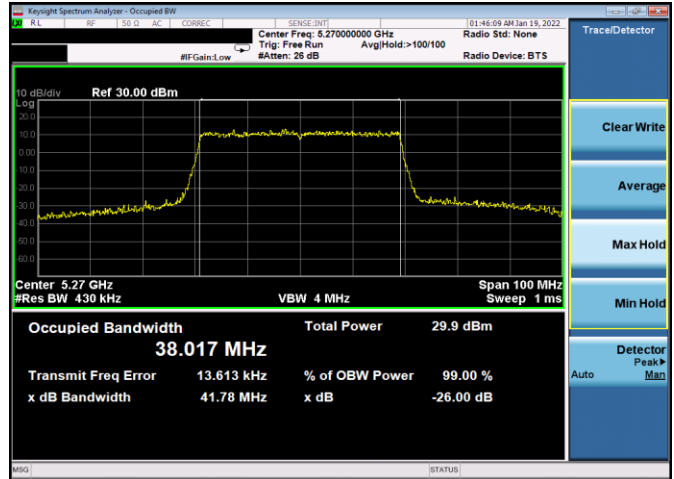 Keysight Spectrum Analyzer - Occupied BW
RL RF 50 Ω AC CORREC SENSE:INT 01:46:09 AM Jan 19, 2022
Center Freq: 5.270000000 GHz Radio Std: None
Trig: Free Run Avg|Hold:>100/100
#IFGain:Low #Atten: 26 dB Radio Device: BTS
Trace/Detector
10 dB/div Ref 30.00 dBm
Log
20.0
10.0
0.00
-10.0
-20.0
-30.0
-40.0
-50.0
-60.0
Center 5.27 GHz Span 100 MHz
#Res BW 430 kHz VBW 4 MHz Sweep 1 ms
Occupied Bandwidth Total Power 29.9 dBm
38.017 MHz
Transmit Freq Error 13.613 kHz % of OBW Power 99.00 %
x dB Bandwidth 41.78 MHz x dB -26.00 dB
Clear Write
Average
Max Hold
Min Hold
Detector
Peak▶
Auto Man
MSG STATUS